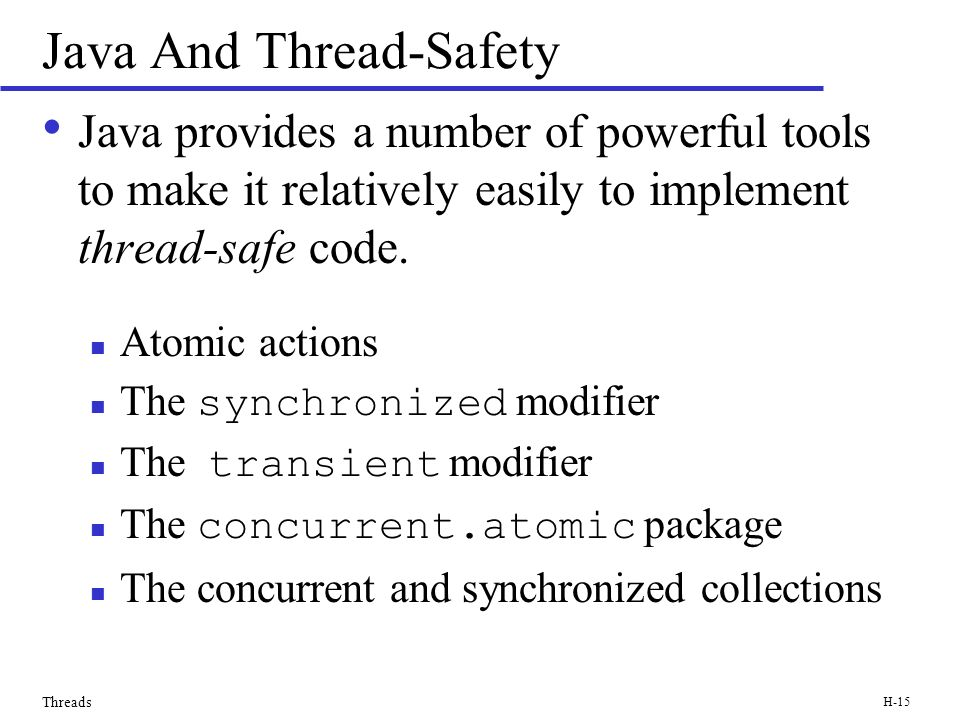 Java And Thread-Safety
• Java provides a number of powerful tools
to make it relatively easily to implement
thread-safe code.
■ Atomic actions
■ The synchronized modifier
■ The transient modifier
■ The concurrent.atomic package
■ The concurrent and synchronized collections
Threads
H-15